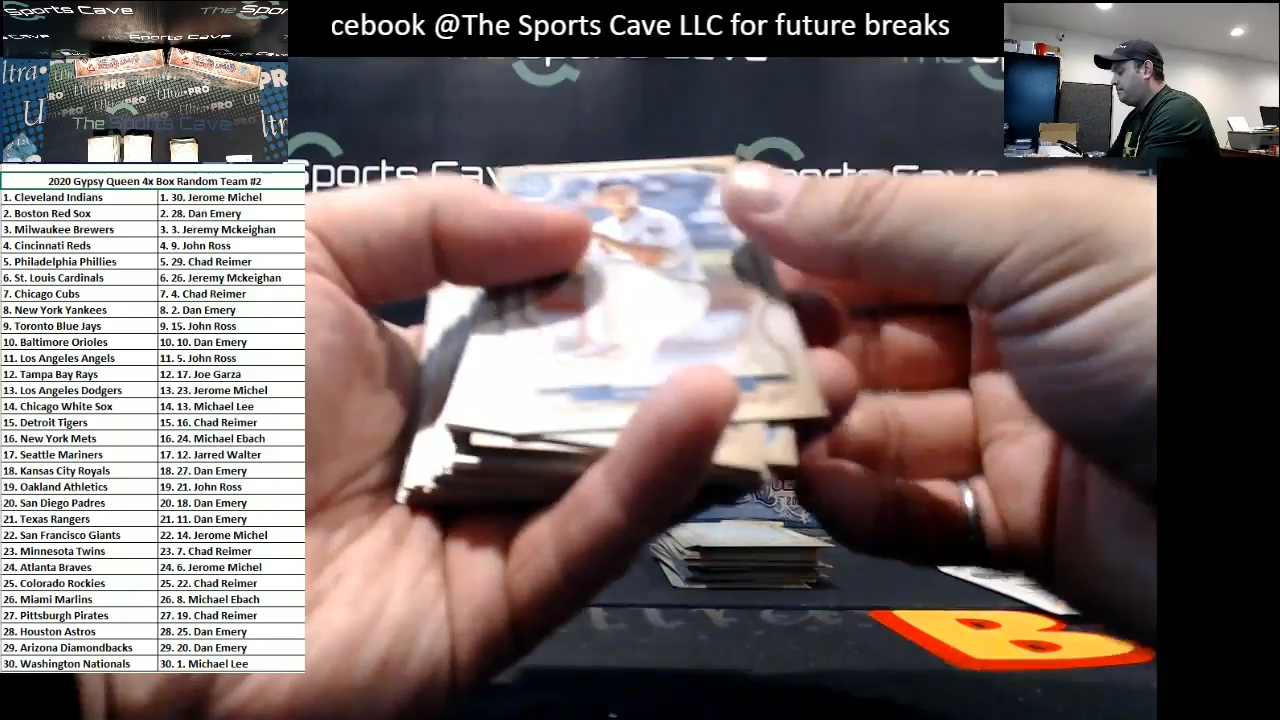 cebook @The Sports Cave LLC for future breaks
Sports Cave
The Sports
ltra
PRO
Ultra PRO
The Sports Cave
ltr
Sports Cave
Sports
2020 Gypsy Queen 4x Box Random Team #2
1. Cleveland Indians 1. 30. Jerome Michel
2. Boston Red Sox 2. 28. Dan Emery
3. Milwaukee Brewers 3. 3. Jeremy Mckeighan
4. Cincinnati Reds 4. 9. John Ross
5. Philadelphia Phillies 5. 29. Chad Reimer
6. St. Louis Cardinals 6. 26. Jeremy Mckeighan
7. Chicago Cubs 7. 4. Chad Reimer
8. New York Yankees 8. 2. Dan Emery
9. Toronto Blue Jays 9. 15. John Ross
10. Baltimore Orioles 10. 10. Dan Emery
11. Los Angeles Angels 11. 5. John Ross
12. Tampa Bay Rays 12. 17. Joe Garza
13. Los Angeles Dodgers 13. 23. Jerome Michel
14. Chicago White Sox 14. 13. Michael Lee
15. Detroit Tigers 15. 16. Chad Reimer
16. New York Mets 16. 24. Michael Ebach
17. Seattle Mariners 17. 12. Jarred Walter
18. Kansas City Royals 18. 27. Dan Emery
19. Oakland Athletics 19. 21. John Ross
20. San Diego Padres 20. 18. Dan Emery
21. Texas Rangers 21. 11. Dan Emery
22. San Francisco Giants 22. 14. Jerome Michel
23. Minnesota Twins 23. 7. Chad Reimer
24. Atlanta Braves 24. 6. Jerome Michel
25. Colorado Rockies 25. 22. Chad Reimer
26. Miami Marlins 26. 8. Michael Ebach
27. Pittsburgh Pirates 27. 19. Chad Reimer
28. Houston Astros 28. 25. Dan Emery
29. Arizona Diamondbacks 29. 20. Dan Emery
30. Washington Nationals 30. 1. Michael Lee